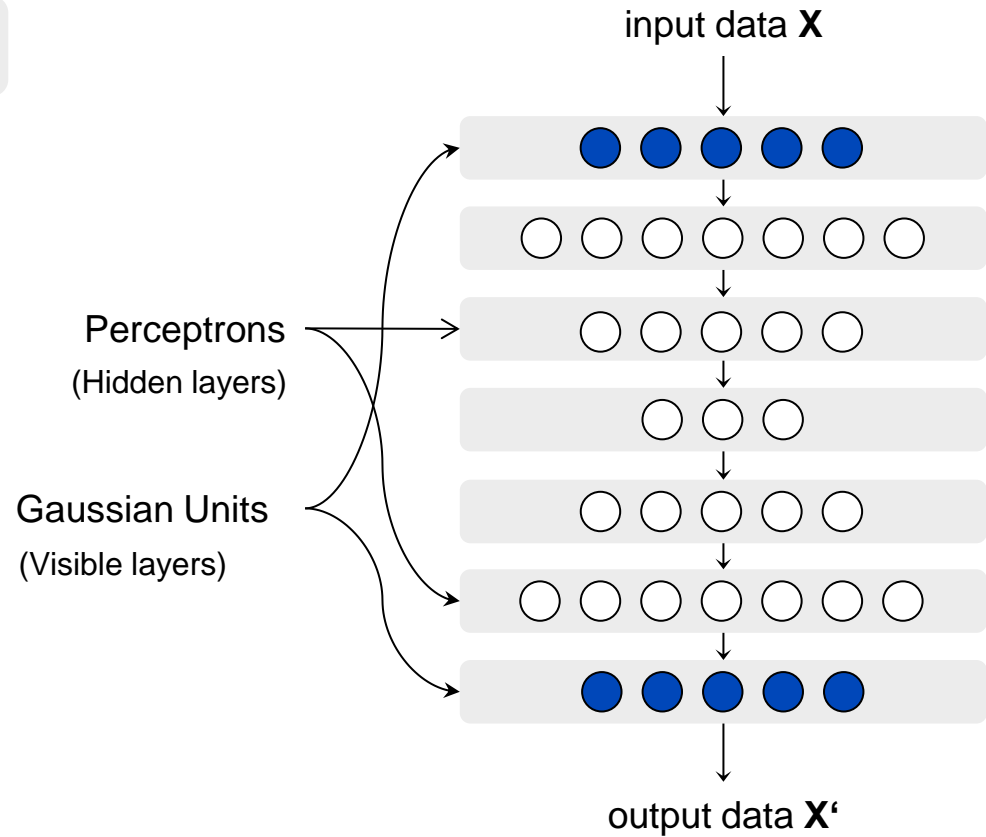 input data X
Perceptrons
(Hidden layers)
Gaussian Units
(Visible layers)
output data X‘